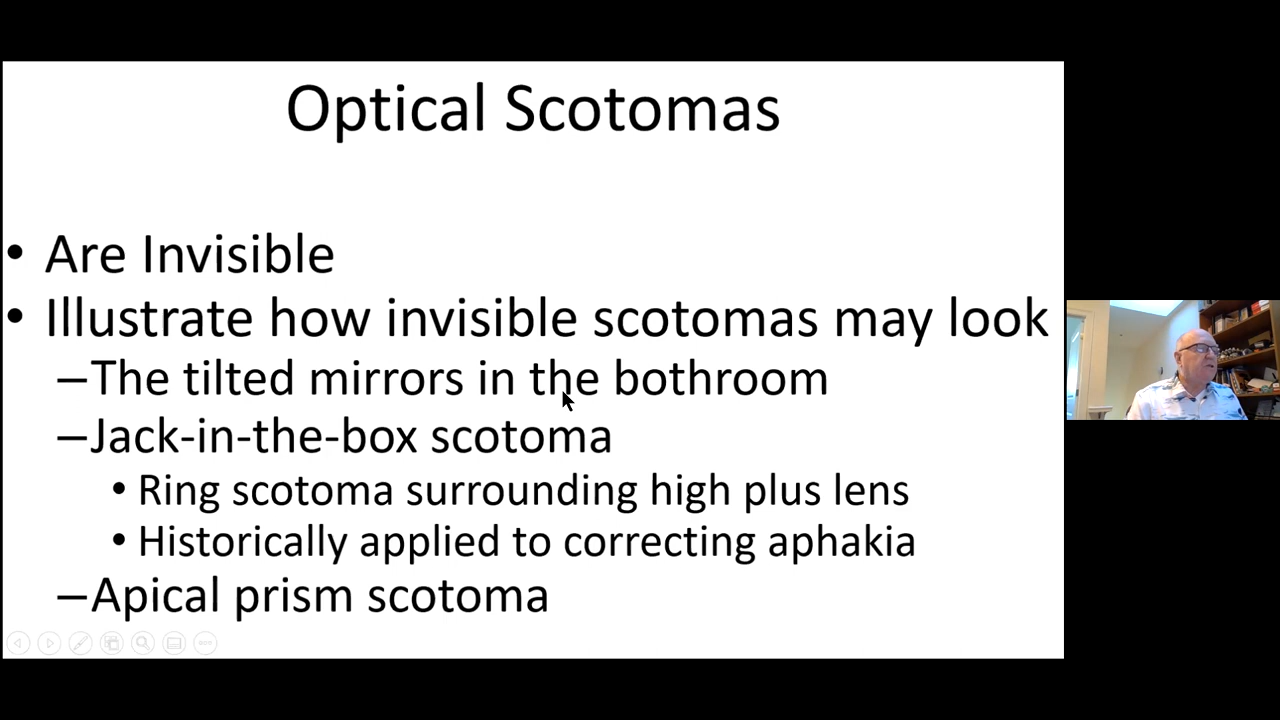 Optical Scotomas
• Are Invisible
• Illustrate how invisible scotomas may look
–The tilted mirrors in the bothroom
–Jack-in-the-box scotoma
• Ring scotoma surrounding high plus lens
• Historically applied to correcting aphakia
–Apical prism scotoma